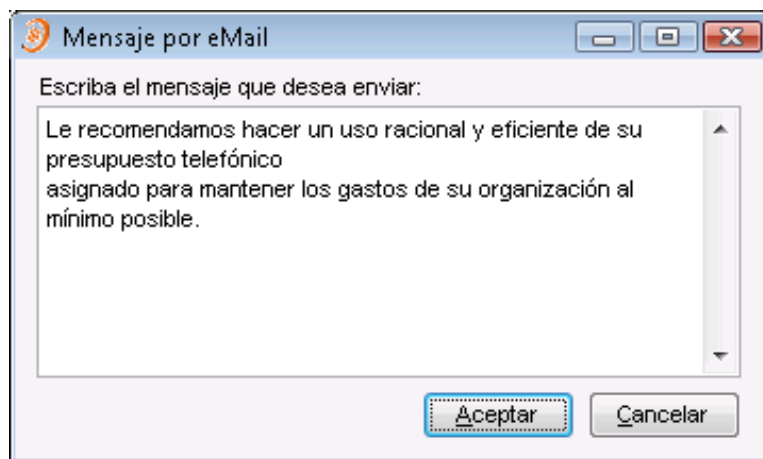 Mensaje por eMail
Escriba el mensaje que desea enviar:
Le recomendamos hacer un uso racional y eficiente de su
presupuesto telefónico
asignado para mantener los gastos de su organización al
mínimo posible.
Aceptar Cancelar